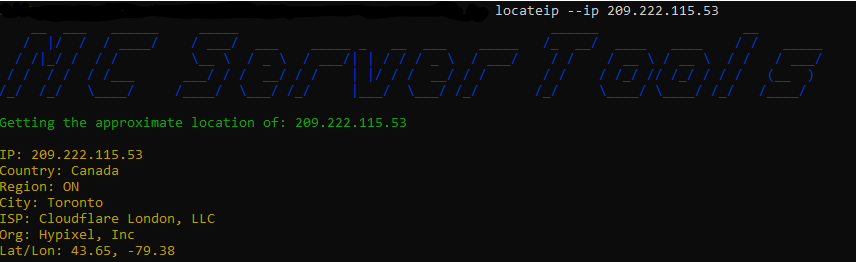 locateip --ip 209.222.115.53
MC Server Tools
Getting the approximate location of: 209.222.115.53
IP: 209.222.115.53
Country: Canada
Region: ON
City: Toronto
ISP: Cloudflare London, LLC
Org: Hypixel, Inc
Lat/Lon: 43.65, -79.38